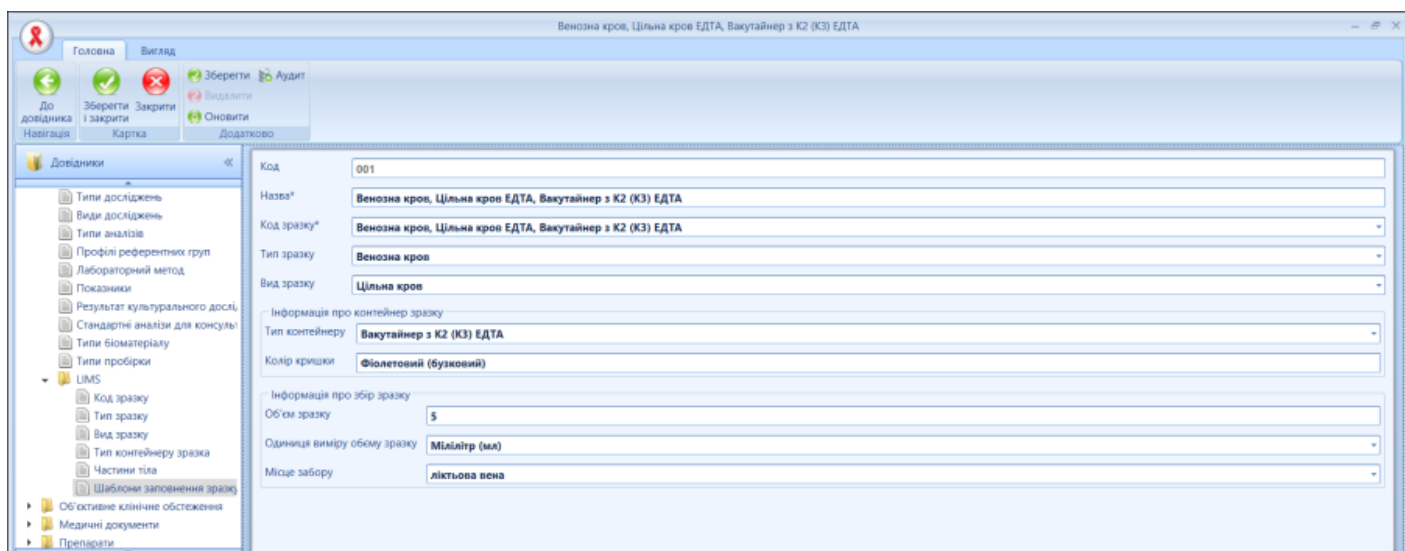 Венозна кров, Цільна кров ЕДТА, Вакутайнер з К2 (К3) ЕДТА
Головна Вигляд
До довідника
Зберегти і закрити
Закрити
Зберегти
Видалити
Оновити
Аудит
Навігація Картка Додатково
Довідники
Типи досліджень
Види досліджень
Типи аналізів
Профілі референтних груп
Лабораторний метод
Показники
Результат культурального дослі,
Стандартні аналізи для консуль
Типи біоматеріалу
Типи пробірки
LIMS
Код зразку
Тип зразку
Вид зразку
Тип контейнеру зразка
Частини тіла
Шаблони заповнення зразку
Об'єктивне клінічне обстеження
Медичні документи
Препарати
Код 001
Назва* Венозна кров, Цільна кров ЕДТА, Вакутайнер з К2 (К3) ЕДТА
Код зразку* Венозна кров, Цільна кров ЕДТА, Вакутайнер з К2 (К3) ЕДТА
Тип зразку Венозна кров
Вид зразку Цільна кров
Інформація про контейнер зразку
Тип контейнеру Вакутайнер з К2 (К3) ЕДТА
Колір кришки Фіолетовий (бузковий)
Інформація про збір зразку
Об'єм зразку 5
Одиниця виміру обєму зразку Мілілітр (мл)
Місце забору ліктьова вена